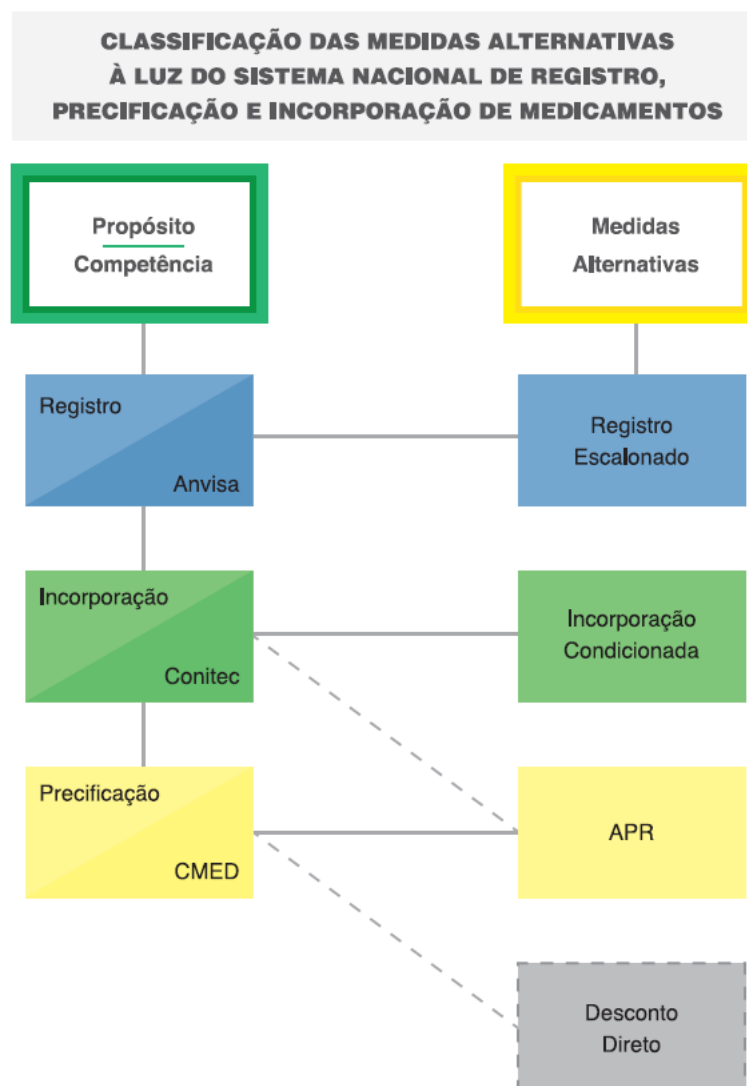 CLASSIFICAÇÃO DAS MEDIDAS ALTERNATIVAS
À LUZ DO SISTEMA NACIONAL DE REGISTRO,
PRECIFICAÇÃO E INCORPORAÇÃO DE MEDICAMENTOS
Propósito
Competência
Medidas
Alternativas
Registro
Anvisa
Registro
Escalonado
Incorporação
Conitec
Incorporação
Condicionada
Precificação
CMED
APR
Desconto
Direto